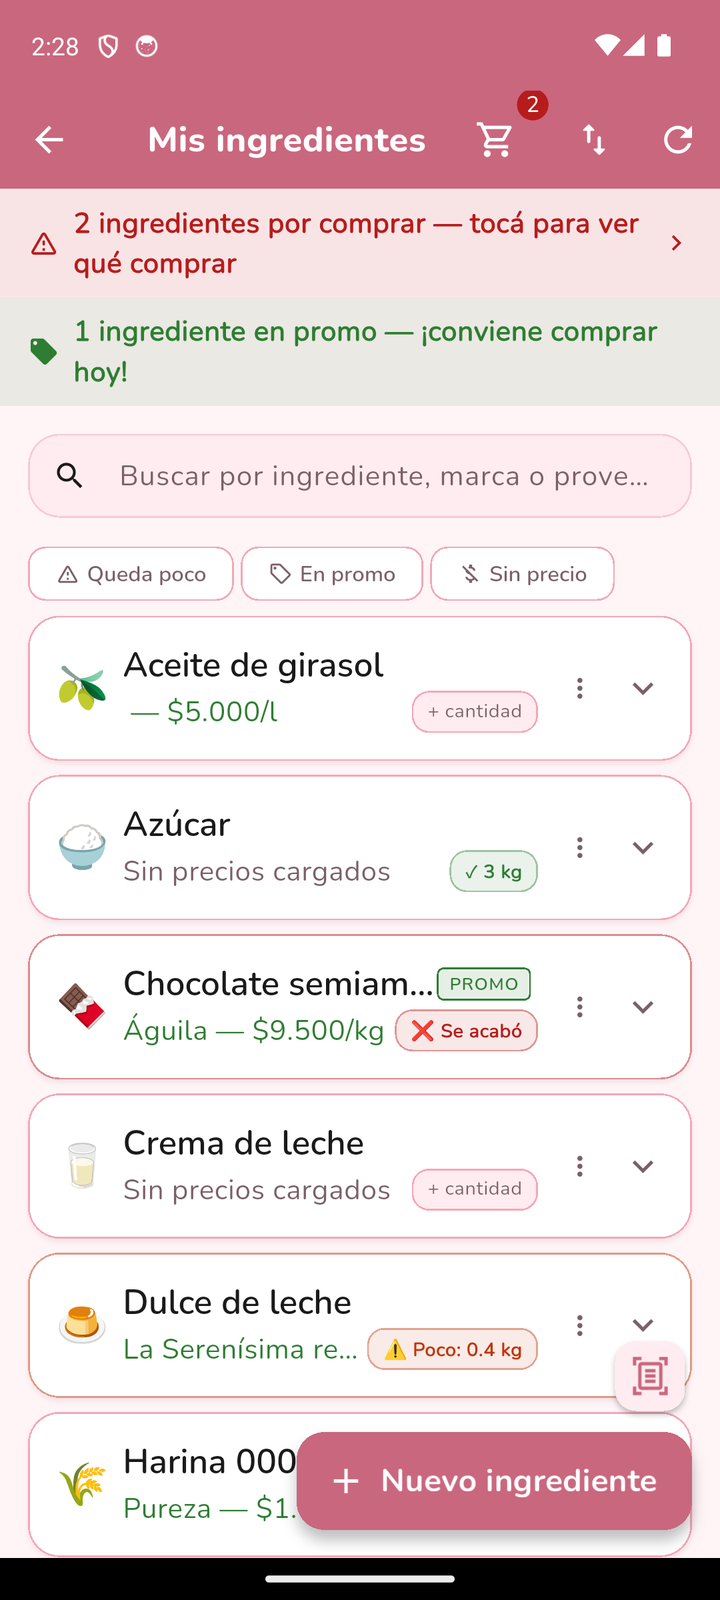 2:28
Mis ingredientes
2
2 ingredientes por comprar — tocá para ver
qué comprar
1 ingrediente en promo — ¡conviene comprar
hoy!
Buscar por ingrediente, marca o prove...
Queda poco
En promo
Sin precio
Aceite de girasol
— $5.000/l
+ cantidad
Azúcar
Sin precios cargados
✓ 3 kg
Chocolate semiam...
PROMO
Águila — $9.500/kg
❌ Se acabó
Crema de leche
Sin precios cargados
+ cantidad
Dulce de leche
La Serenísima re...
⚠️ Poco: 0.4 kg
Harina 000
Pureza — $1.
+ Nuevo ingrediente